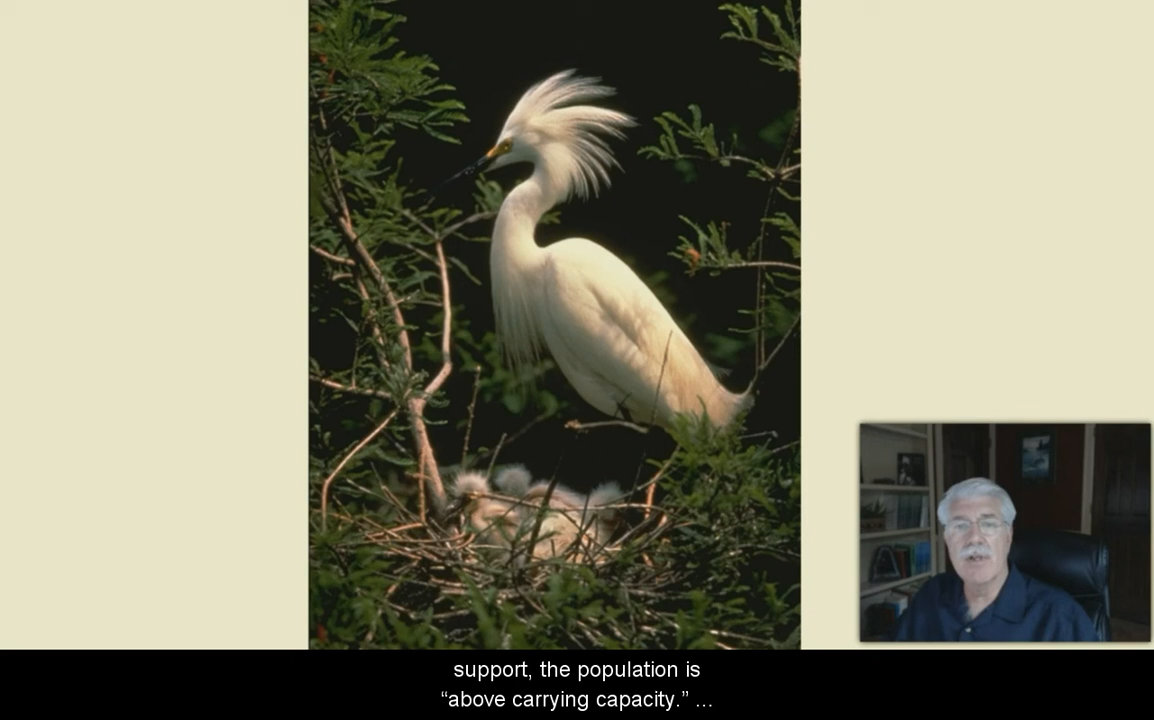 support, the population is
“above carrying capacity.” ...